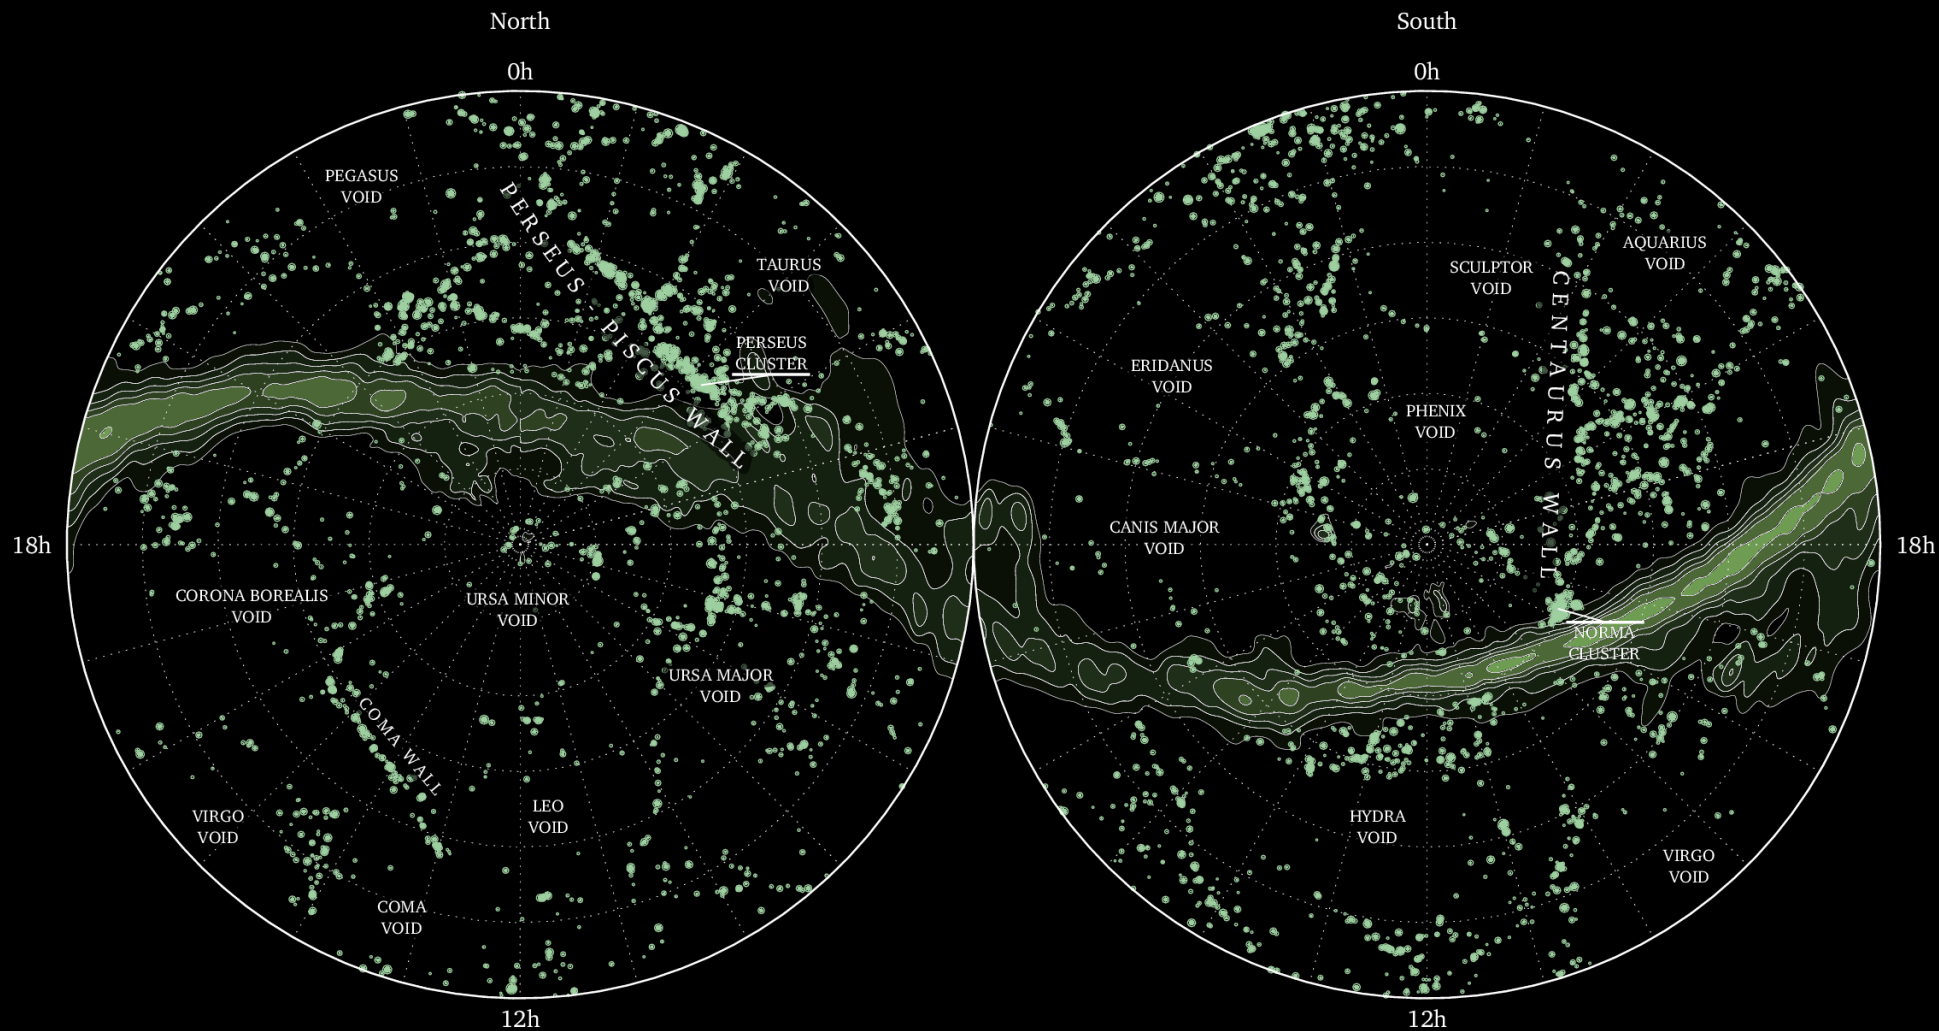 North
0h
PEGASUS
VOID
PERSEUS - PISCUS WALL
TAURUS
VOID
PERSEUS
CLUSTER
18h
CORONA BOREALIS
VOID
URSA MINOR
VOID
URSA MAJOR
VOID
COMA WALL
VIRGO
VOID
LEO
VOID
COMA
VOID
12h
South
0h
AQUARIUS
VOID
SCULPTOR
VOID
CENTAURUS WALL
ERIDANUS
VOID
PHENIX
VOID
CANIS MAJOR
VOID
18h
NORMA
CLUSTER
HYDRA
VOID
VIRGO
VOID
12h